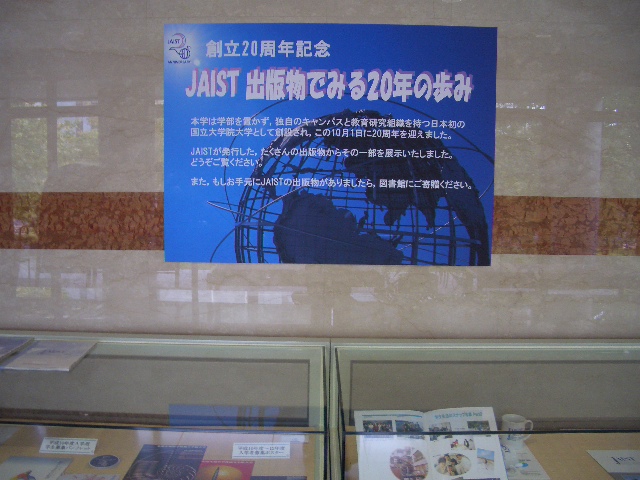 JAIST
創立20周年記念
JAIST 出版物でみる20年の歩み
本学は学部を置かず，独自のキャンパスと教育研究組織を持つ日本初の
国立大学院大学として創設され，この10月1日に20周年を迎えました。
JAISTが発行した，たくさんの出版物からその一部を展示いたしました。
どうぞご覧ください。
また，もしお手元にJAISTの出版物がありましたら，図書館にご寄贈ください。
JAIST